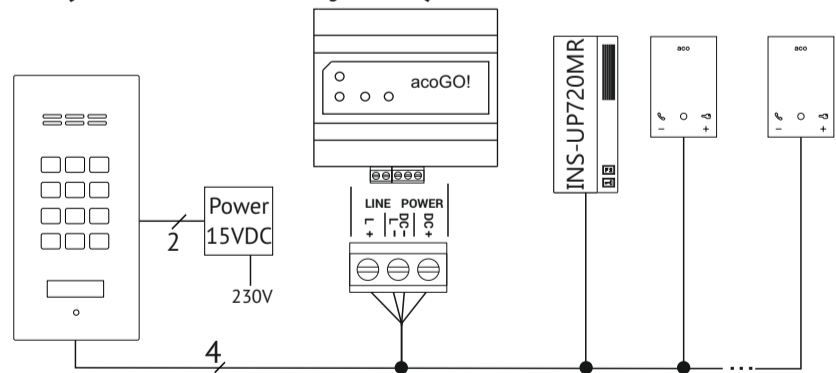 acoGO!
INS-UP720MR
aco
aco
LINE POWER
L +
L -
DC -
DC +
- +
- +
Power
15VDC
2
230V
4
...